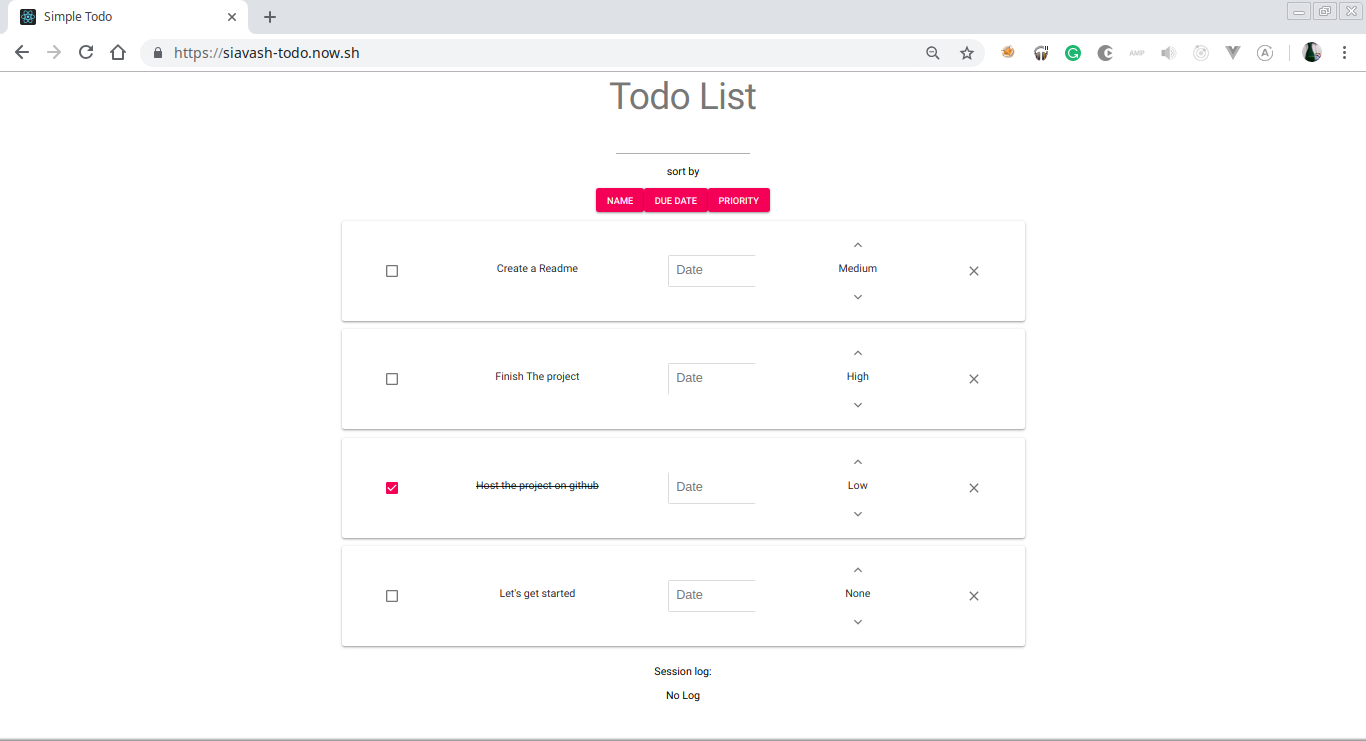 Simple Todo
https://siavash-todo.now.sh
AMP
Todo List
sort by
NAME DUE DATE PRIORITY
Create a Readme Date Medium
Finish The project Date High
Host the project on github Date Low
Let's get started Date None
Session log:
No Log